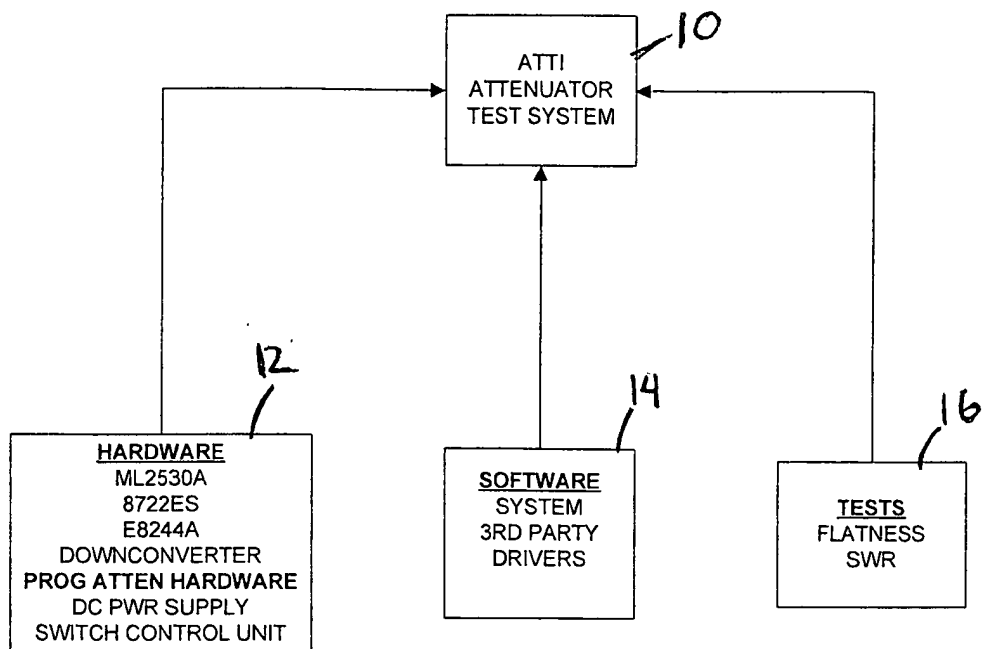 10
ATTI
ATTENUATOR
TEST SYSTEM
12
HARDWARE
ML2530A
8722ES
E8244A
DOWNCONVERTER
PROG ATTEN HARDWARE
DC PWR SUPPLY
SWITCH CONTROL UNIT
14
SOFTWARE
SYSTEM
3RD PARTY
DRIVERS
16
TESTS
FLATNESS
SWR